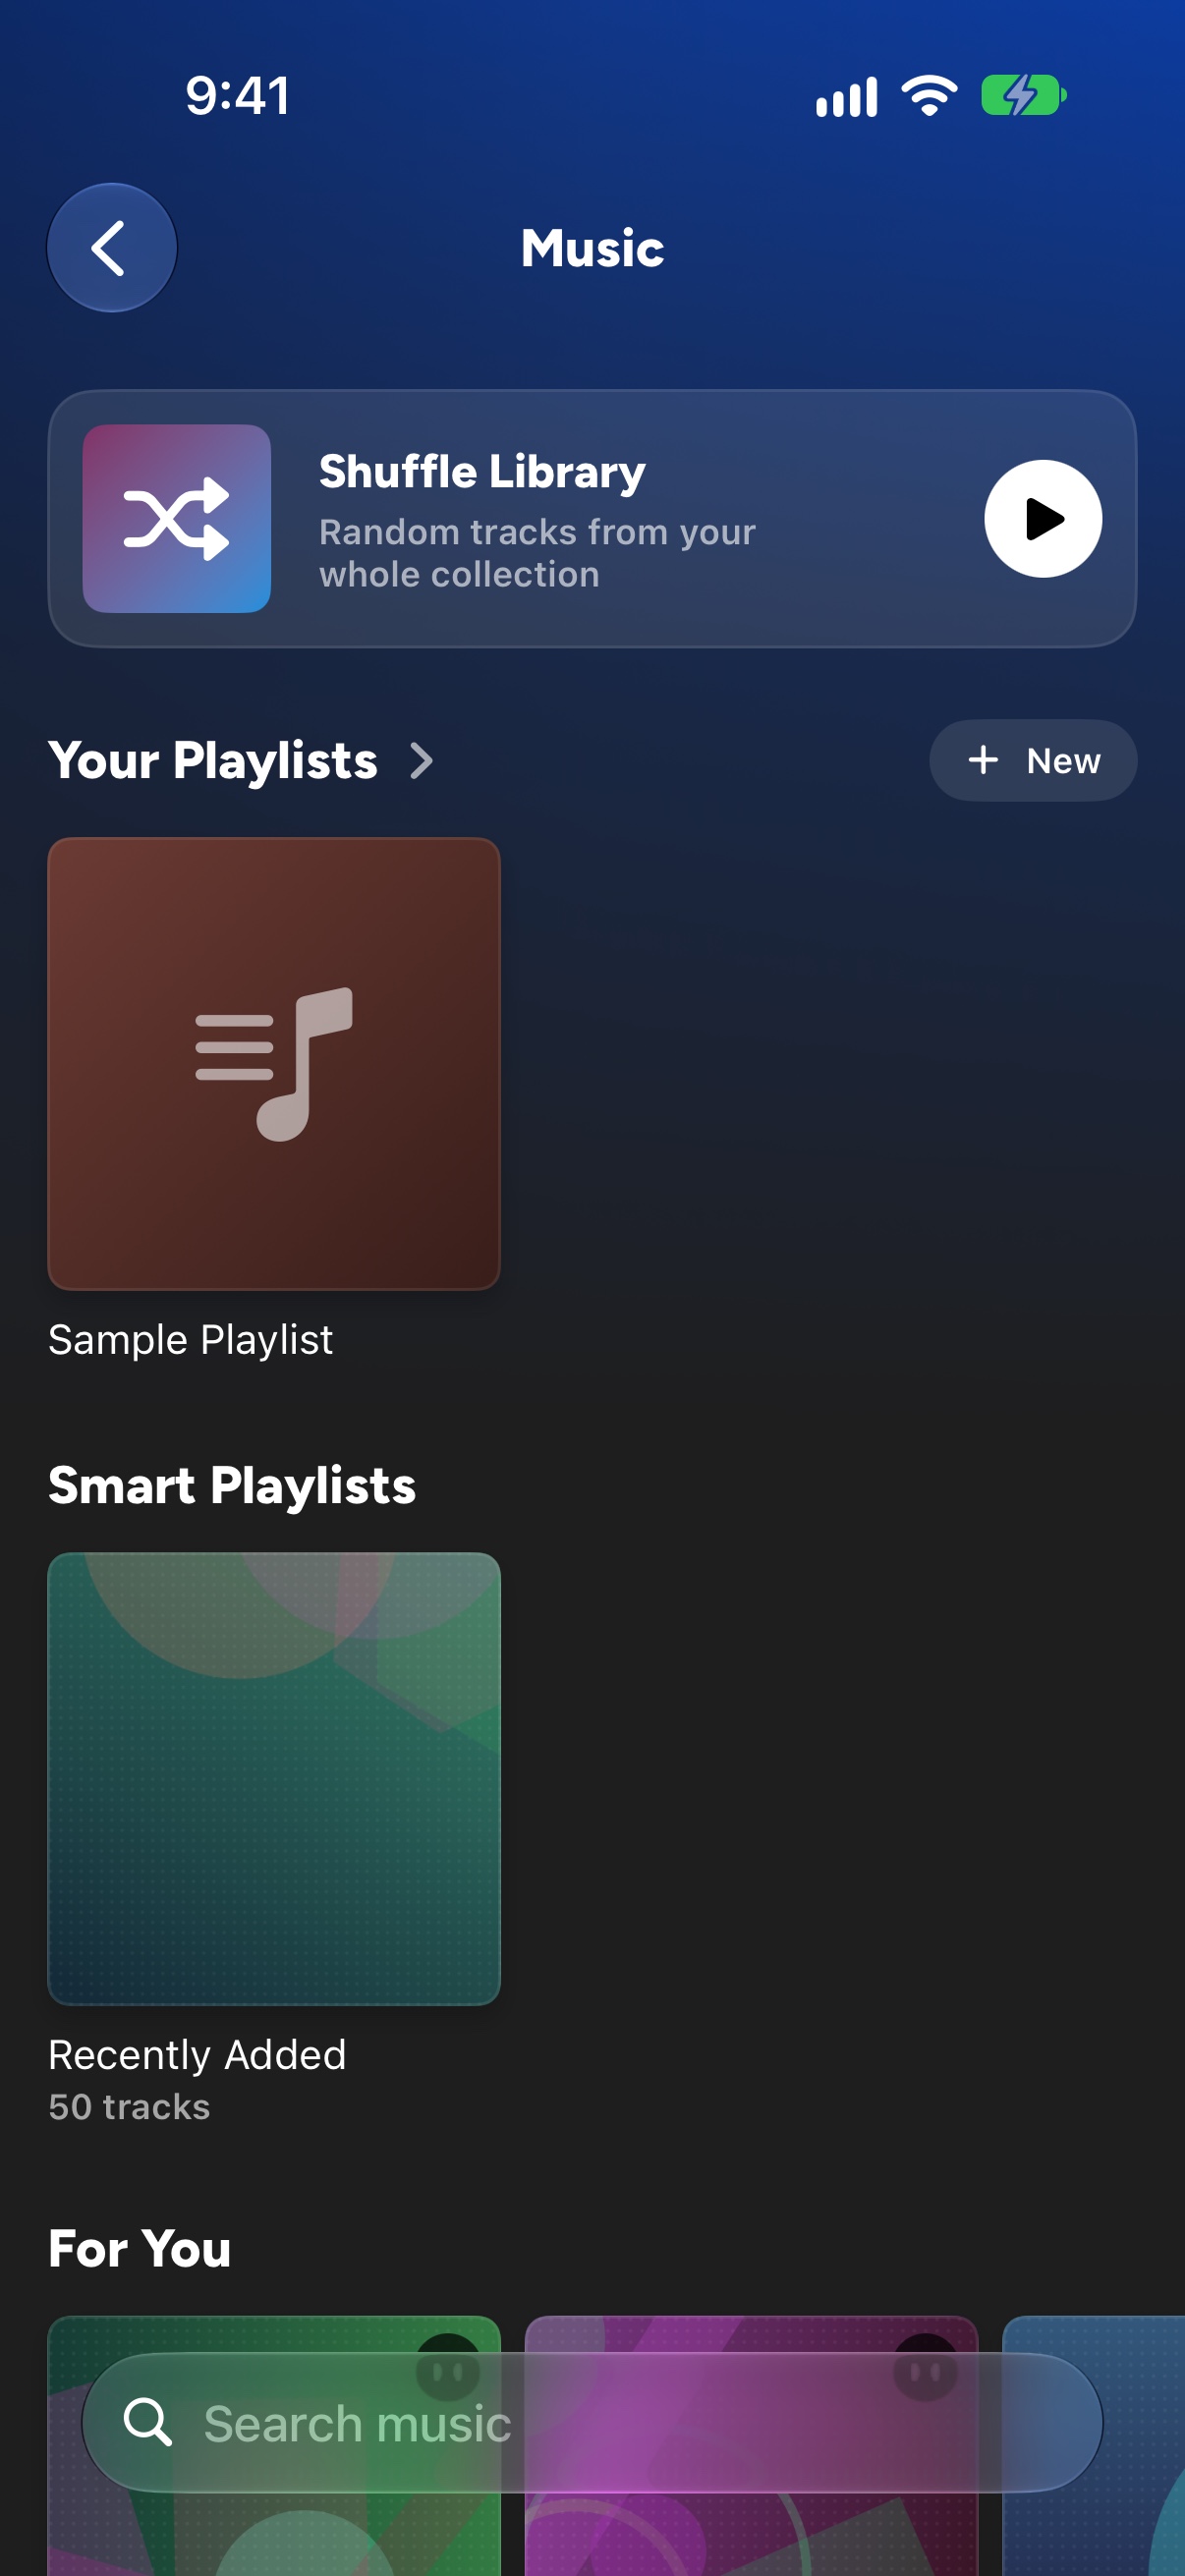 9:41
Music
Shuffle Library
Random tracks from your
whole collection
Your Playlists
New
Sample Playlist
Smart Playlists
Recently Added
50 tracks
For You
Search music